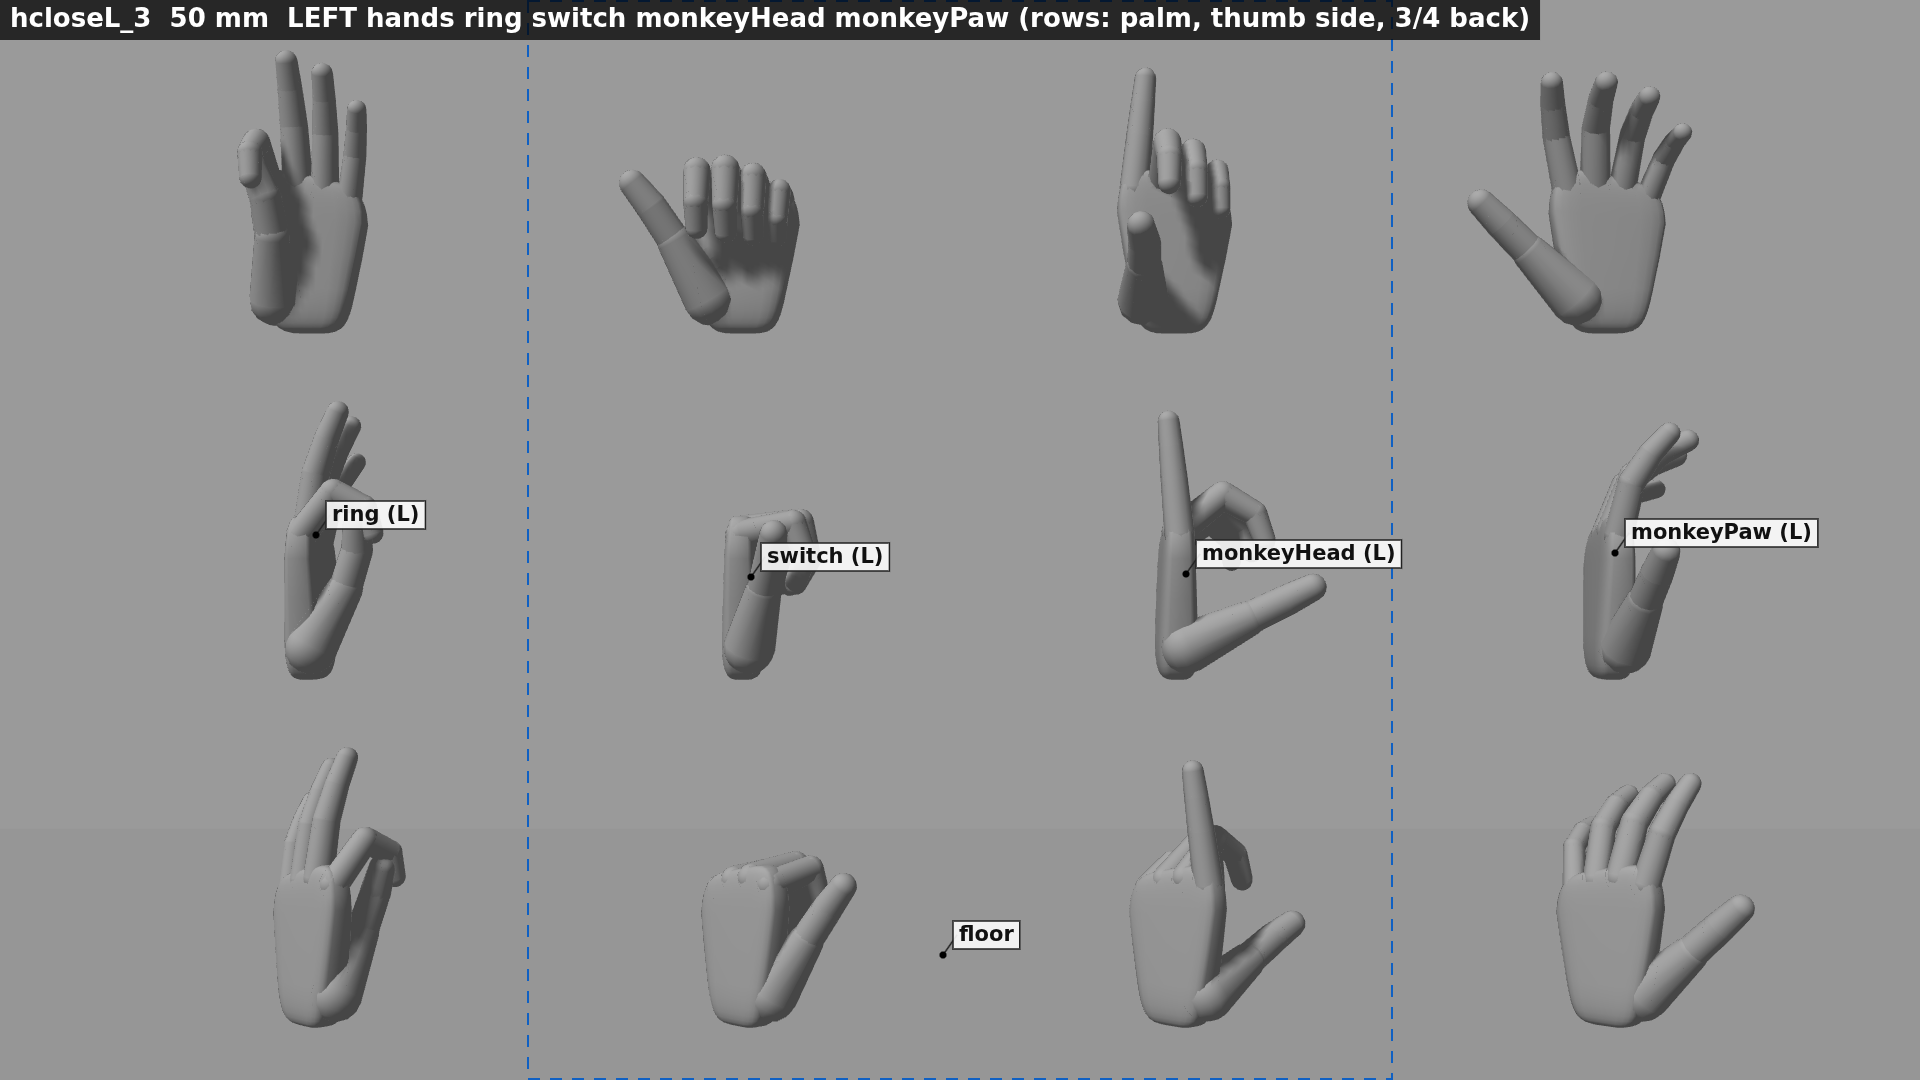 hcloseL_3  50 mm  LEFT hands ring switch monkeyHead monkeyPaw (rows: palm, thumb side, 3/4 back)
ring (L)
switch (L)
monkeyHead (L)
monkeyPaw (L)
floor